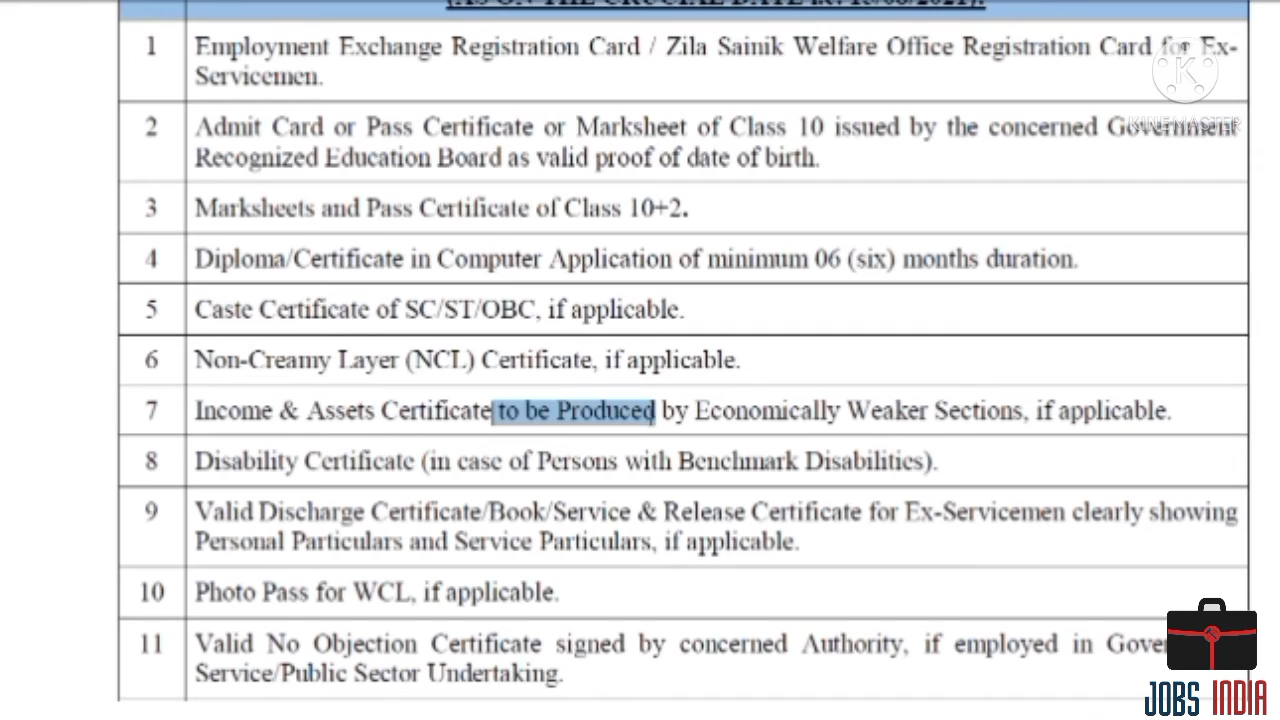 (AS ON THE CRUCIAL DATE i.e.
1 Employment Exchange Registration Card / Zila Sainik Welfare Office Registration Card for Ex-
Servicemen.
2 Admit Card or Pass Certificate or Marksheet of Class 10 issued by the concerned Government
Recognized Education Board as valid proof of date of birth.
3 Marksheets and Pass Certificate of Class 10+2.
4 Diploma/Certificate in Computer Application of minimum 06 (six) months duration.
5 Caste Certificate of SC/ST/OBC, if applicable.
6 Non-Creamy Layer (NCL) Certificate, if applicable.
7 Income & Assets Certificate to be Produced by Economically Weaker Sections, if applicable.
8 Disability Certificate (in case of Persons with Benchmark Disabilities).
9 Valid Discharge Certificate/Book/Service & Release Certificate for Ex-Servicemen clearly showing
Personal Particulars and Service Particulars, if applicable.
10 Photo Pass for WCL, if applicable.
11 Valid No Objection Certificate signed by concerned Authority, if employed in Gove
Service/Public Sector Undertaking.
K
KINEMASTER
JOBS INDIA